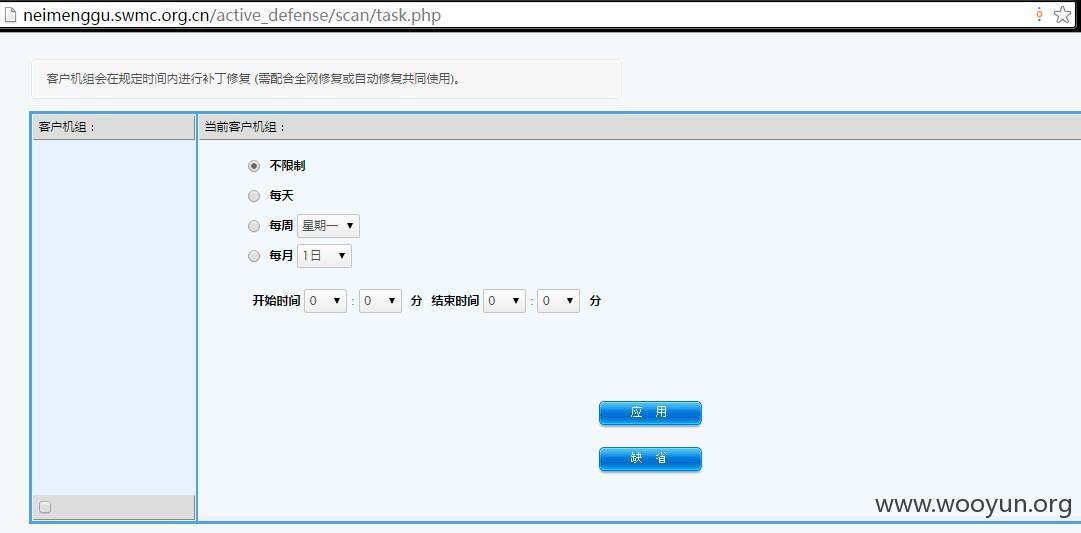 neimenggu.swmc.org.cn/active_defense/scan/task.php
客户机组会在规定时间内进行补丁修复 (需配合全网修复或自动修复共同使用)。
客户机组： 当前客户机组：
不限制
每天
每周 星期一
每月 1日
开始时间 0 : 0 分 结束时间 0 : 0 分
应 用
缺 省
www.wooyun.org